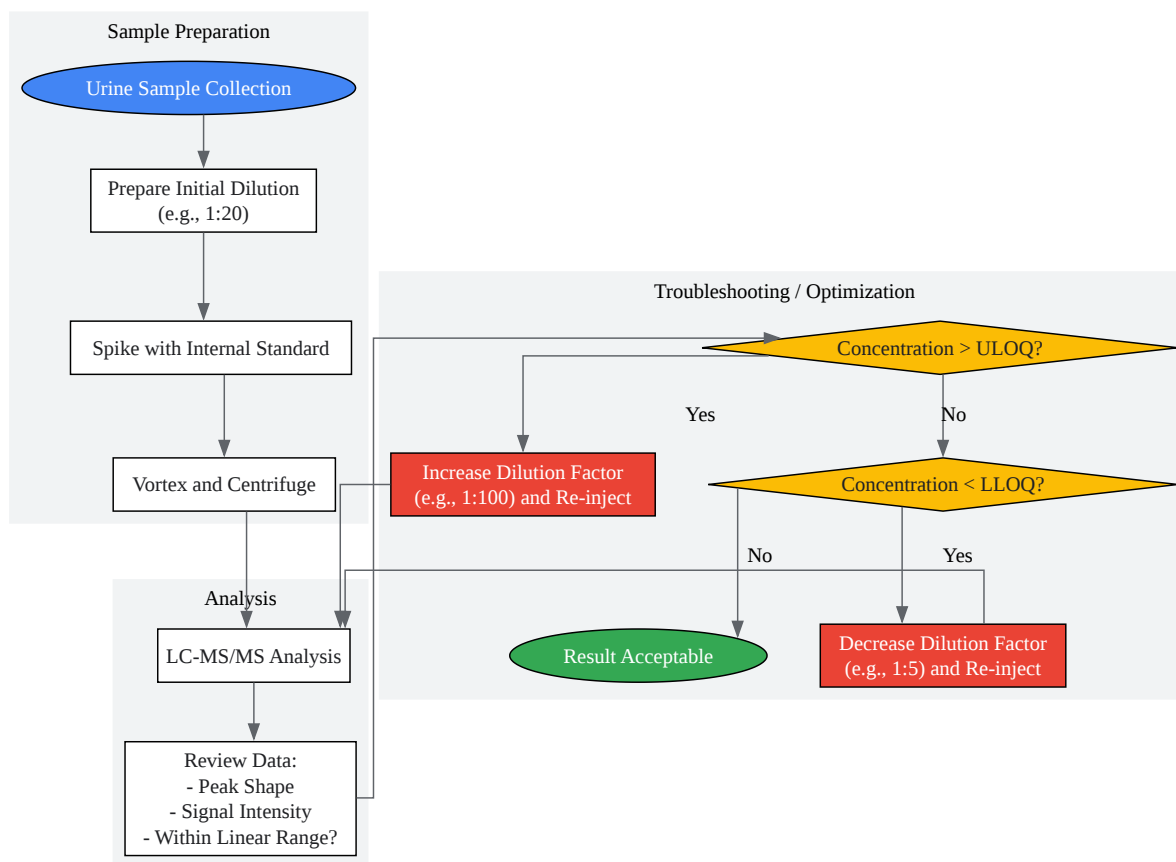 Sample Preparation
Urine Sample Collection
Prepare Initial Dilution
(e.g., 1:20)
Spike with Internal Standard
Vortex and Centrifuge
Analysis
LC-MS/MS Analysis
Review Data:
- Peak Shape
- Signal Intensity
- Within Linear Range?
Troubleshooting / Optimization
Concentration > ULOQ?
Yes
No
Increase Dilution Factor
(e.g., 1:100) and Re-inject
Concentration < LLOQ?
No
Yes
Result Acceptable
Decrease Dilution Factor
(e.g., 1:5) and Re-inject